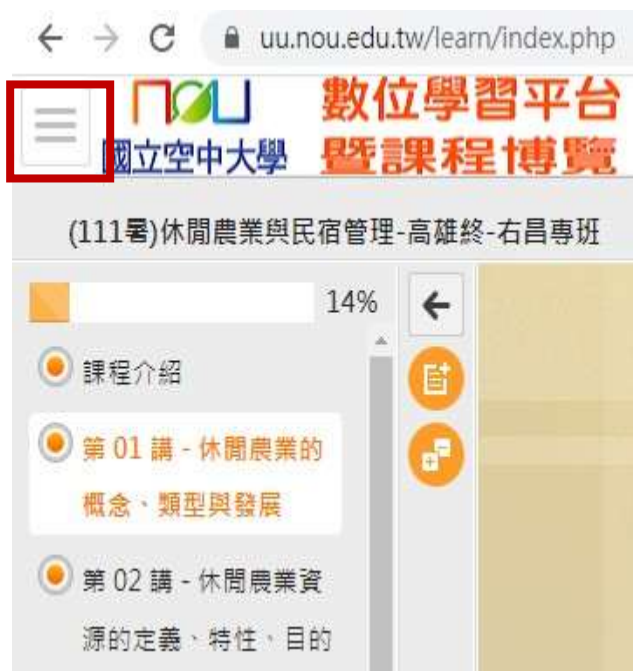 uu.nou.edu.tw/learn/index.php
nou
國立空中大學
數位學習平台
暨課程博覽
(111暑)休閒農業與民宿管理-高雄終-右昌專班
14%
課程介紹
第 01 講 - 休閒農業的
概念、類型與發展
第 02 講 - 休閒農業資
源的定義、特性、目的